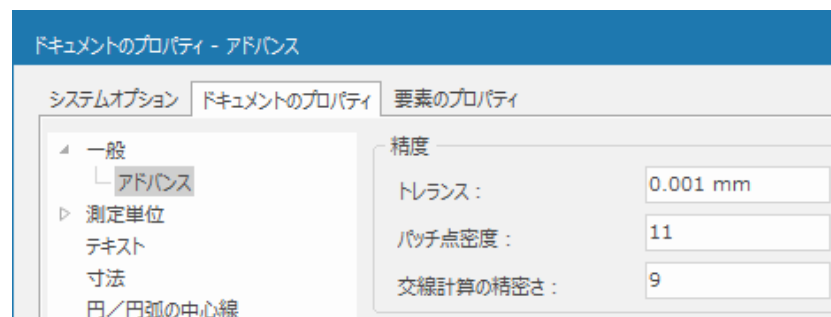 ドキュメントのプロパティ - アドバンス
システムオプション ドキュメントのプロパティ 要素のプロパティ
一般
アドバンス
測定単位
テキスト
寸法
円／円弧の中心線
精度
トレランス： 0.001 mm
パッチ点密度： 11
交線計算の精密さ： 9